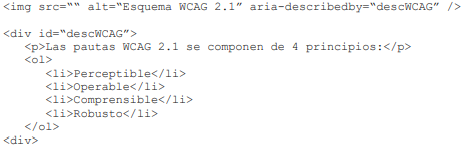 <img src=““ alt=“Esquema WCAG 2.1” aria-describedby=“descWCAG” />
<div id=“descWCAG”>
<p>Las pautas WCAG 2.1 se componen de 4 principios:</p>
<ol>
<li>Perceptible</li>
<li>Operable</li>
<li>Comprensible</li>
<li>Robusto</li>
</ol>
<div>